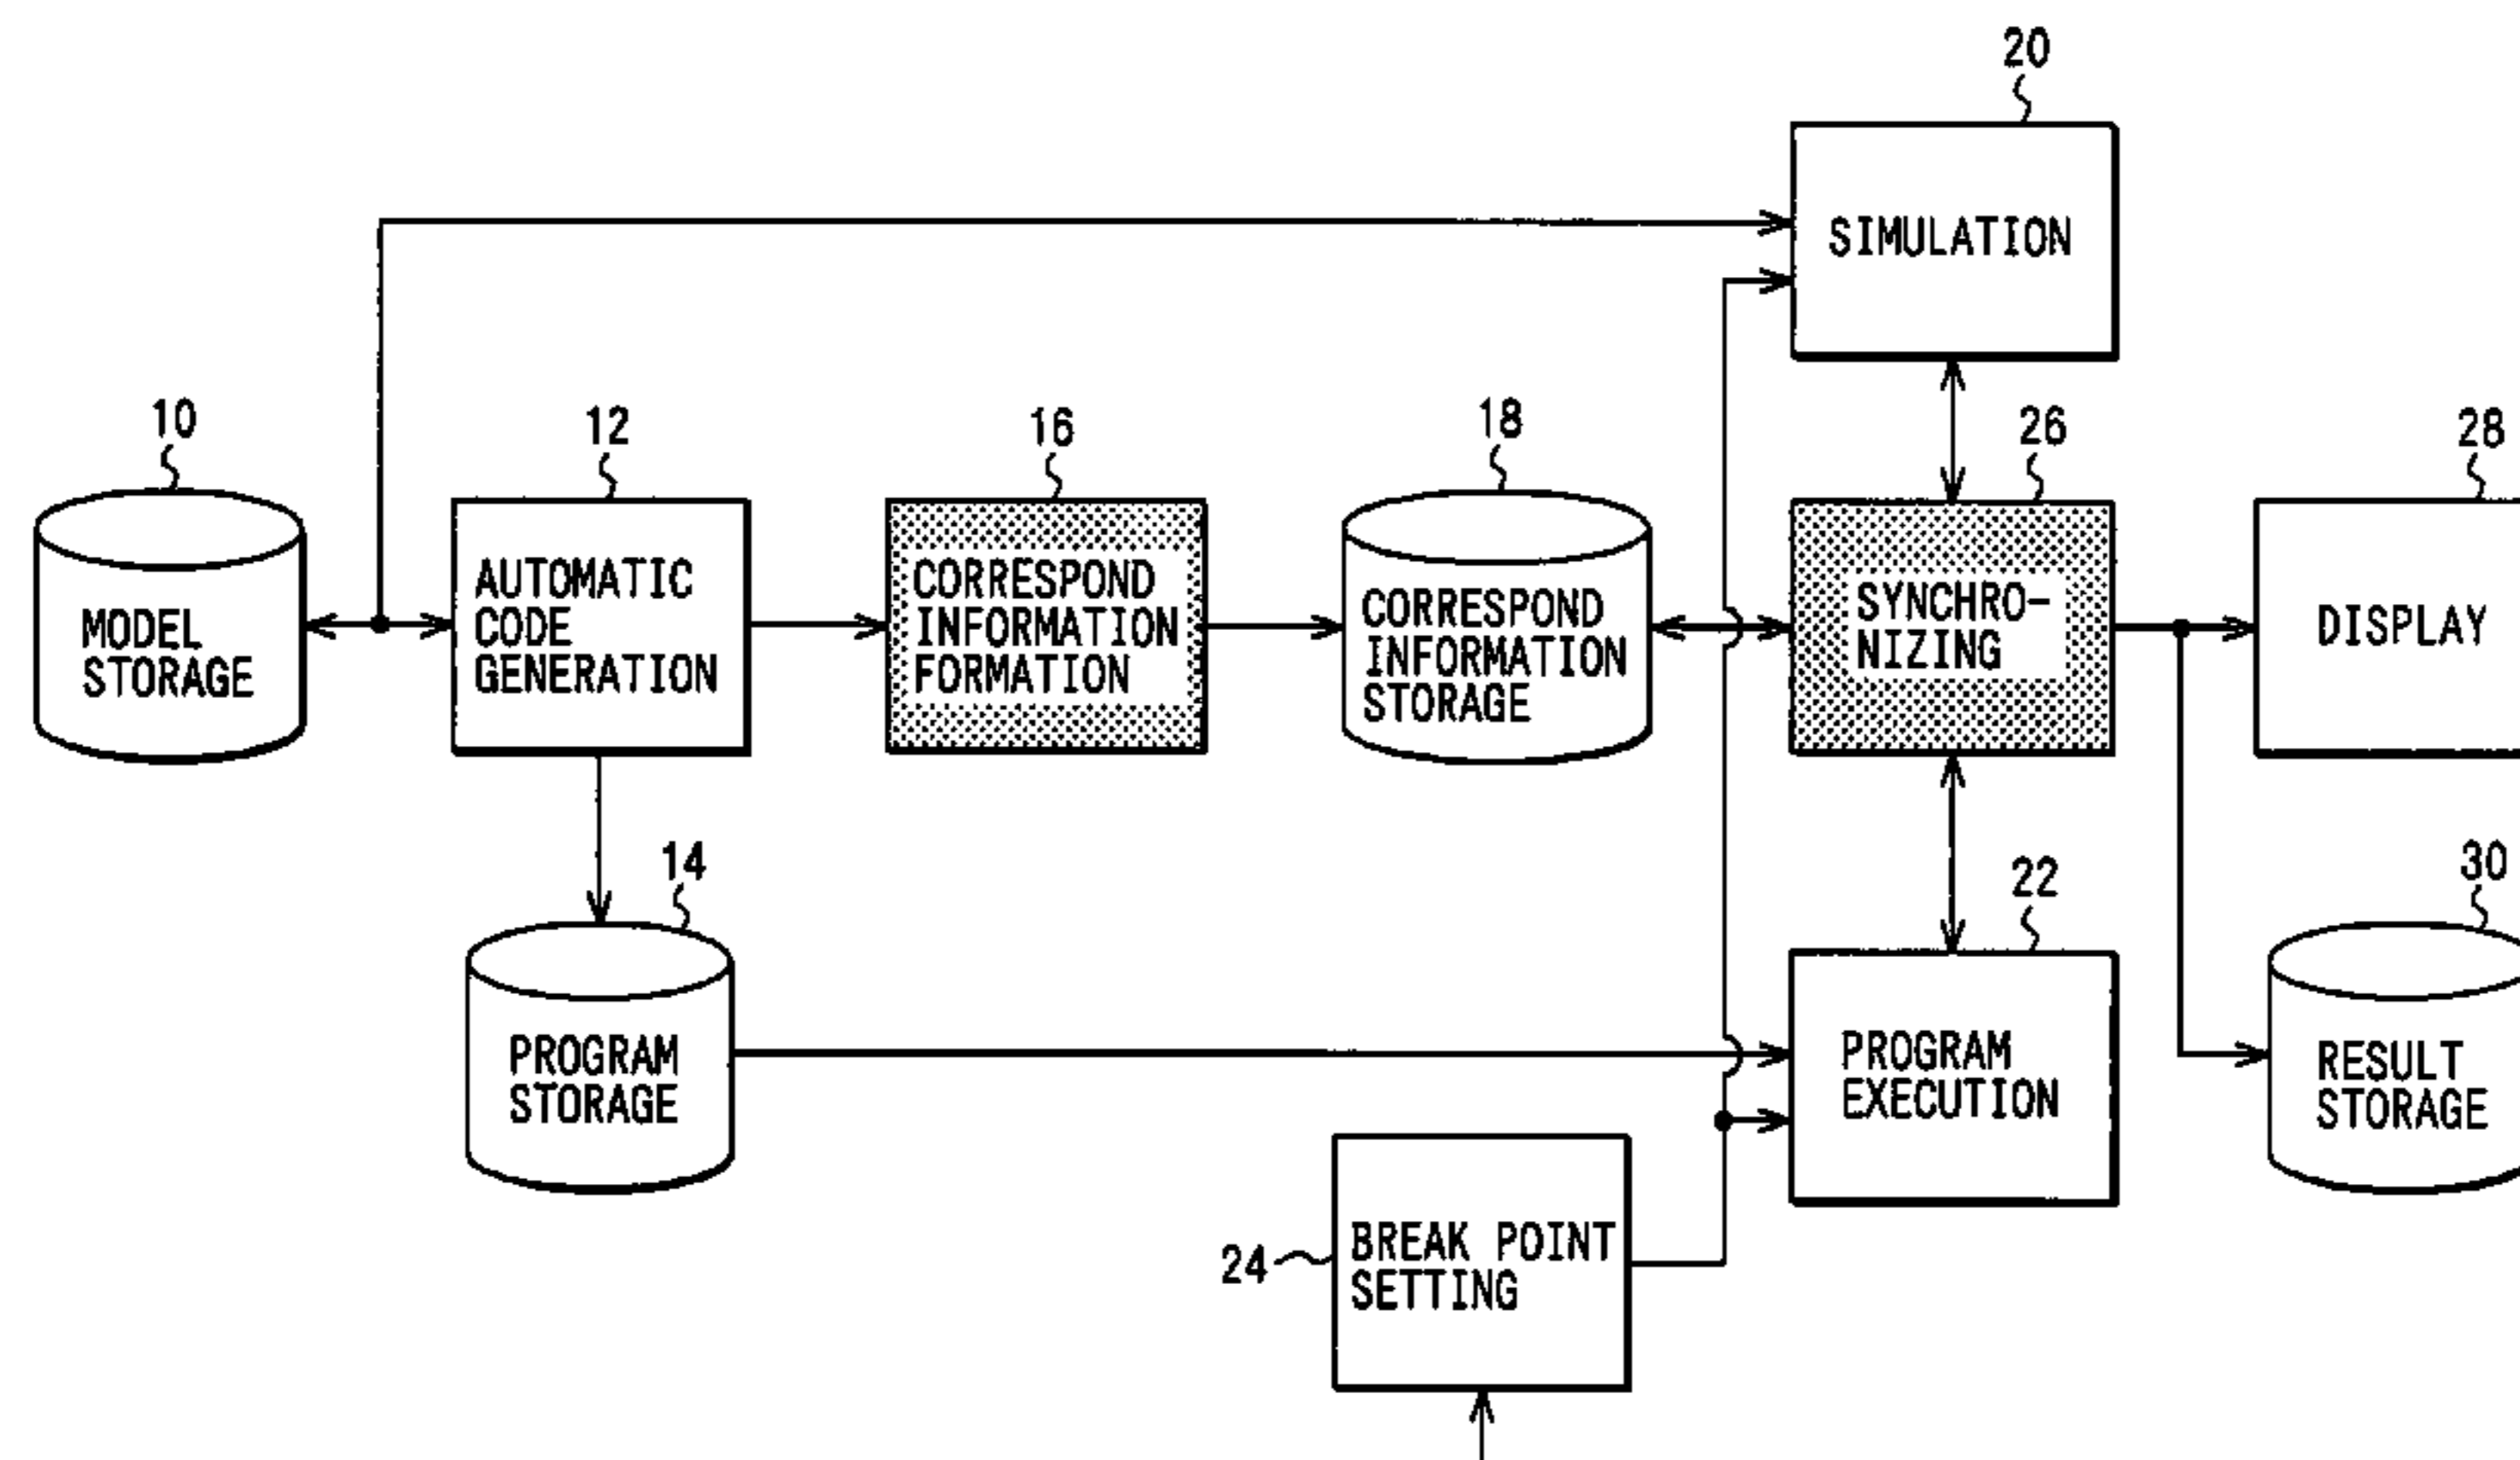 20
SIMULATION
10
12
16
18
26
28
MODEL
STORAGE
AUTOMATIC
CODE
GENERATION
CORRESPOND
INFORMATION
FORMATION
CORRESPOND
INFORMATION
STORAGE
SYNCHRO-
NIZING
DISPLAY
14
22
30
PROGRAM
STORAGE
PROGRAM
EXECUTION
RESULT
STORAGE
24
BREAK POINT
SETTING